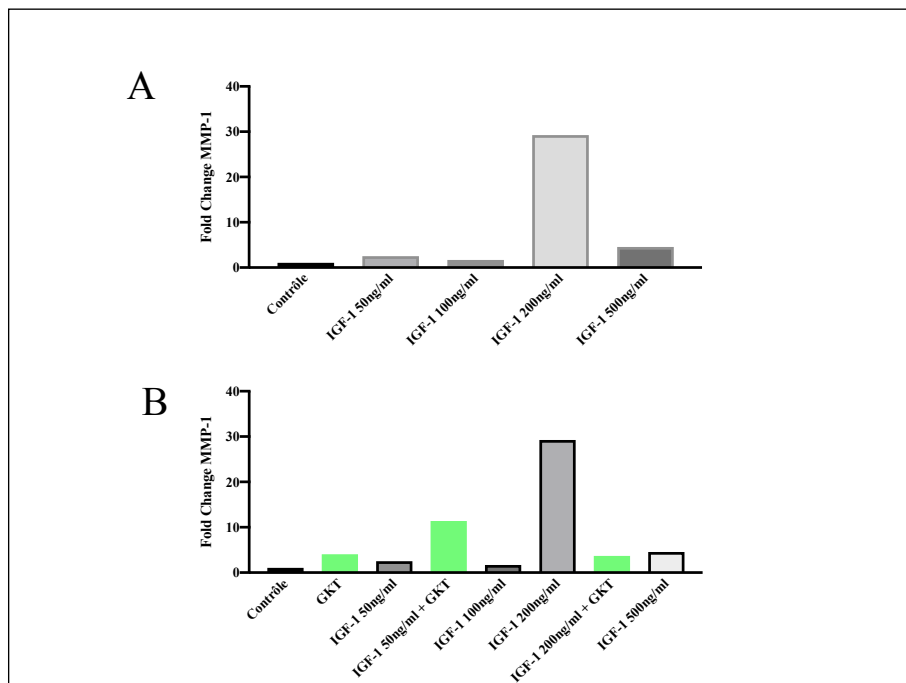 A
Fold Change MMP-1
40
30
20
10
0
Contrôle
IGF-1 50ng/ml
IGF-1 100ng/ml
IGF-1 200ng/ml
IGF-1 500ng/ml
B
Fold Change MMP-1
40
30
20
10
0
Contrôle
GKT
IGF-1 50ng/ml
IGF-1 50ng/ml + GKT
IGF-1 100ng/ml
IGF-1 200ng/ml
IGF-1 200ng/ml + GKT
IGF-1 500ng/ml